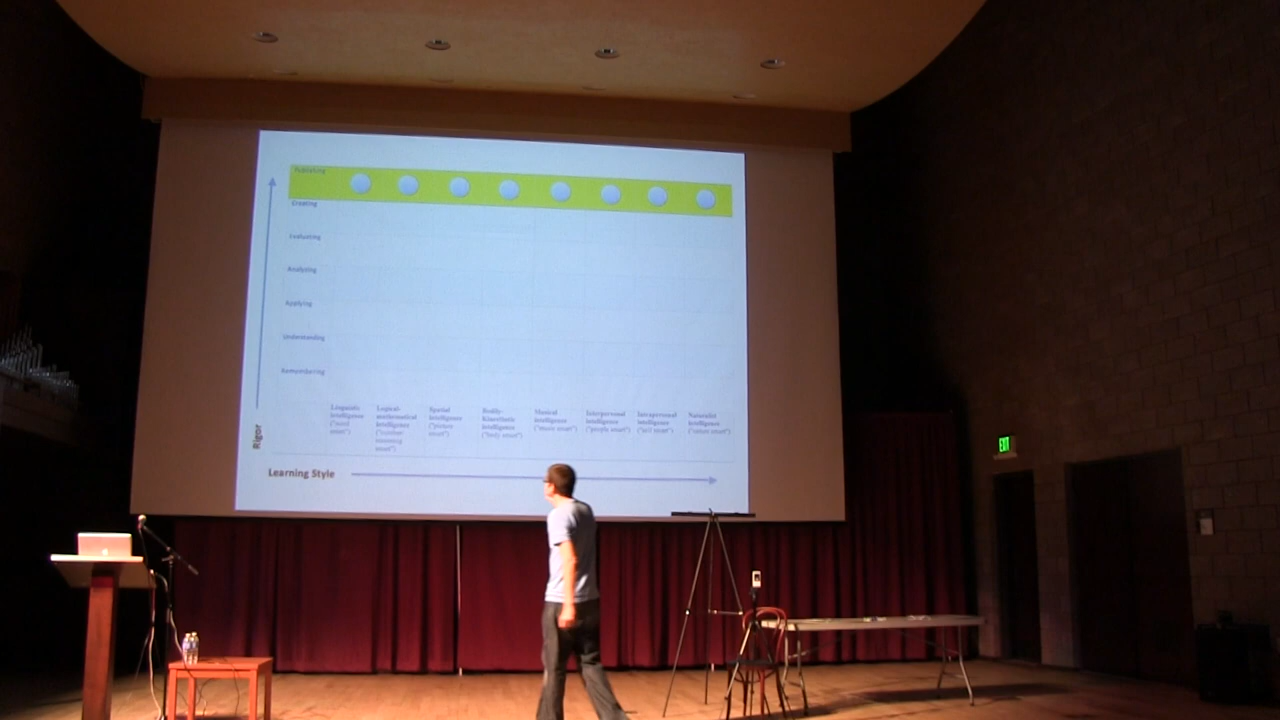 Publishing
Creating
Evaluating
Analyzing
Applying
Understanding
Remembering
Linguistic
intelligence
("word
smart")
Logical-
mathematical
intelligence
("number/
reasoning
smart")
Spatial
intelligence
("picture
smart")
Bodily-
Kinesthetic
intelligence
("body smart")
Musical
intelligence
("music smart")
Interpersonal
intelligence
("people smart")
Intrapersonal
intelligence
("self smart")
Naturalist
intelligence
("nature smart")
Rigor
Learning Style
EXIT